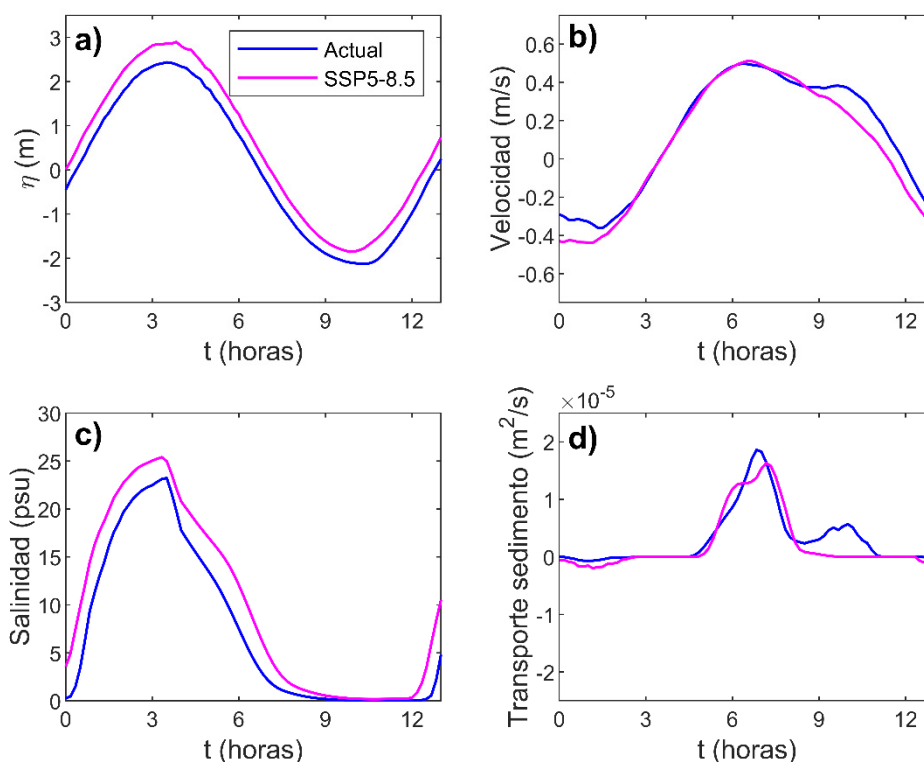 a)
Actual
SSP5-8.5
η (m)
3
2
1
0
-1
-2
-3
0 3 6 9 12
t (horas)
b)
Velocidad (m/s)
0.6
0.4
0.2
0
-0.2
-0.4
-0.6
0 3 6 9 12
t (horas)
c)
Salinidad (psu)
30
25
20
15
10
5
0
0 3 6 9 12
t (horas)
×10⁻⁵
d)
Transporte sedimento (m²/s)
2
1
0
-1
-2
0 3 6 9 12
t (horas)